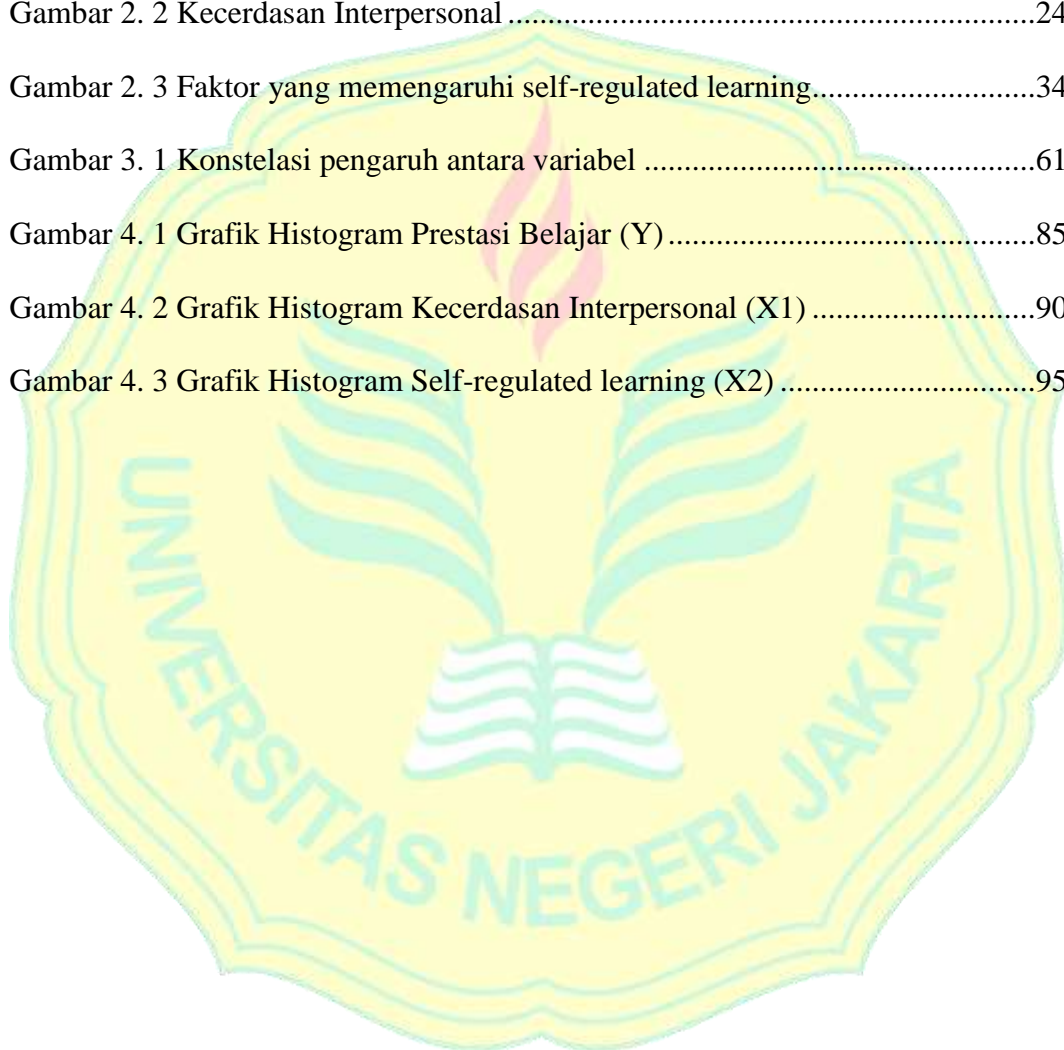 Gambar 2. 2 Kecerdasan Interpersonal ..........................................................24
Gambar 2. 3 Faktor yang memengaruhi self-regulated learning..........................34
Gambar 3. 1 Konstelasi pengaruh antara variabel ............................................61
Gambar 4. 1 Grafik Histogram Prestasi Belajar (Y) ..........................................85
Gambar 4. 2 Grafik Histogram Kecerdasan Interpersonal (X1) ..........................90
Gambar 4. 3 Grafik Histogram Self-regulated learning (X2) ..............................95
UNIVERSITAS NEGERI JAKARTA